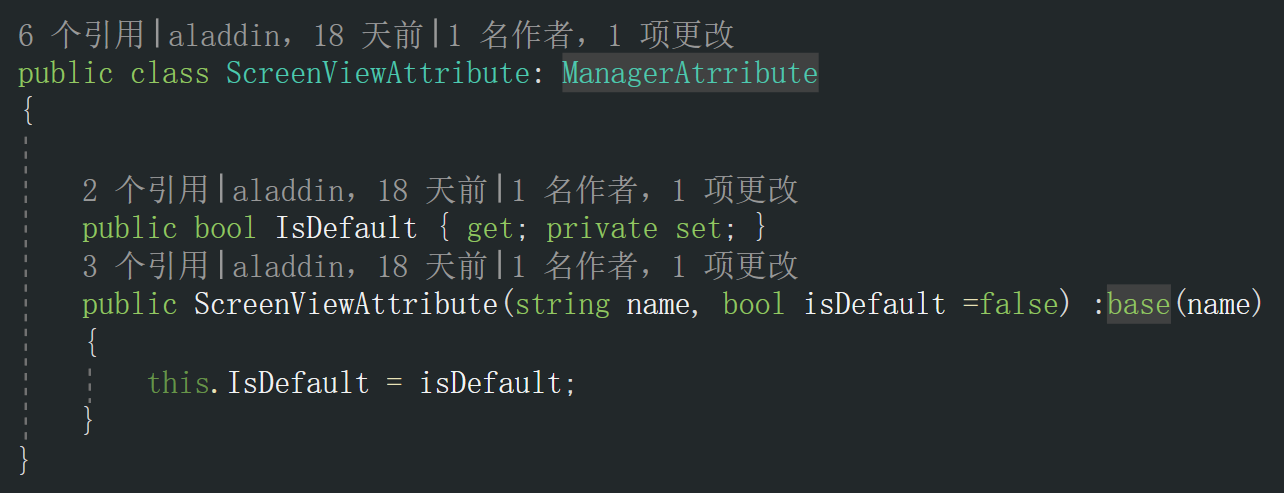 6 个引用|aladdin，18 天前|1 名作者，1 项更改
public class ScreenViewAttribute: ManagerAtrribute
{
2 个引用|aladdin，18 天前|1 名作者，1 项更改
public bool IsDefault { get; private set; }
3 个引用|aladdin，18 天前|1 名作者，1 项更改
public ScreenViewAttribute(string name, bool isDefault =false) :base(name)
{
this.IsDefault = isDefault;
}
}